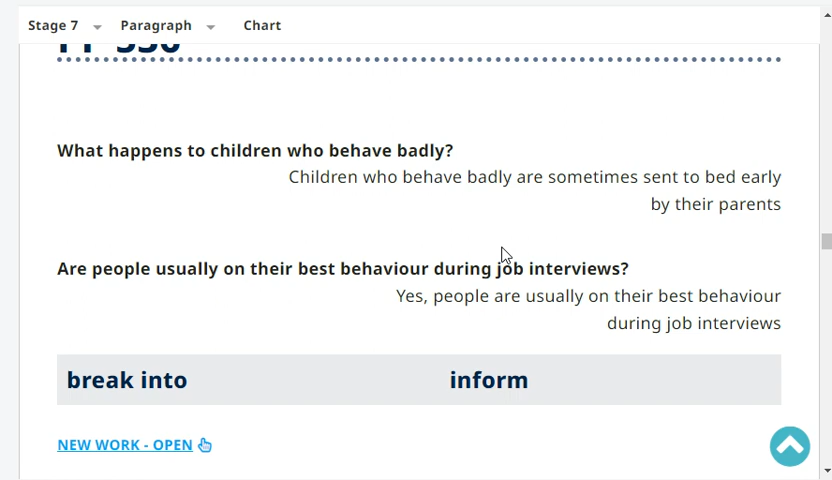 Stage 7 Paragraph Chart
What happens to children who behave badly?
Children who behave badly are sometimes sent to bed early
by their parents
Are people usually on their best behaviour during job interviews?
Yes, people are usually on their best behaviour
during job interviews
break into inform
NEW WORK - OPEN